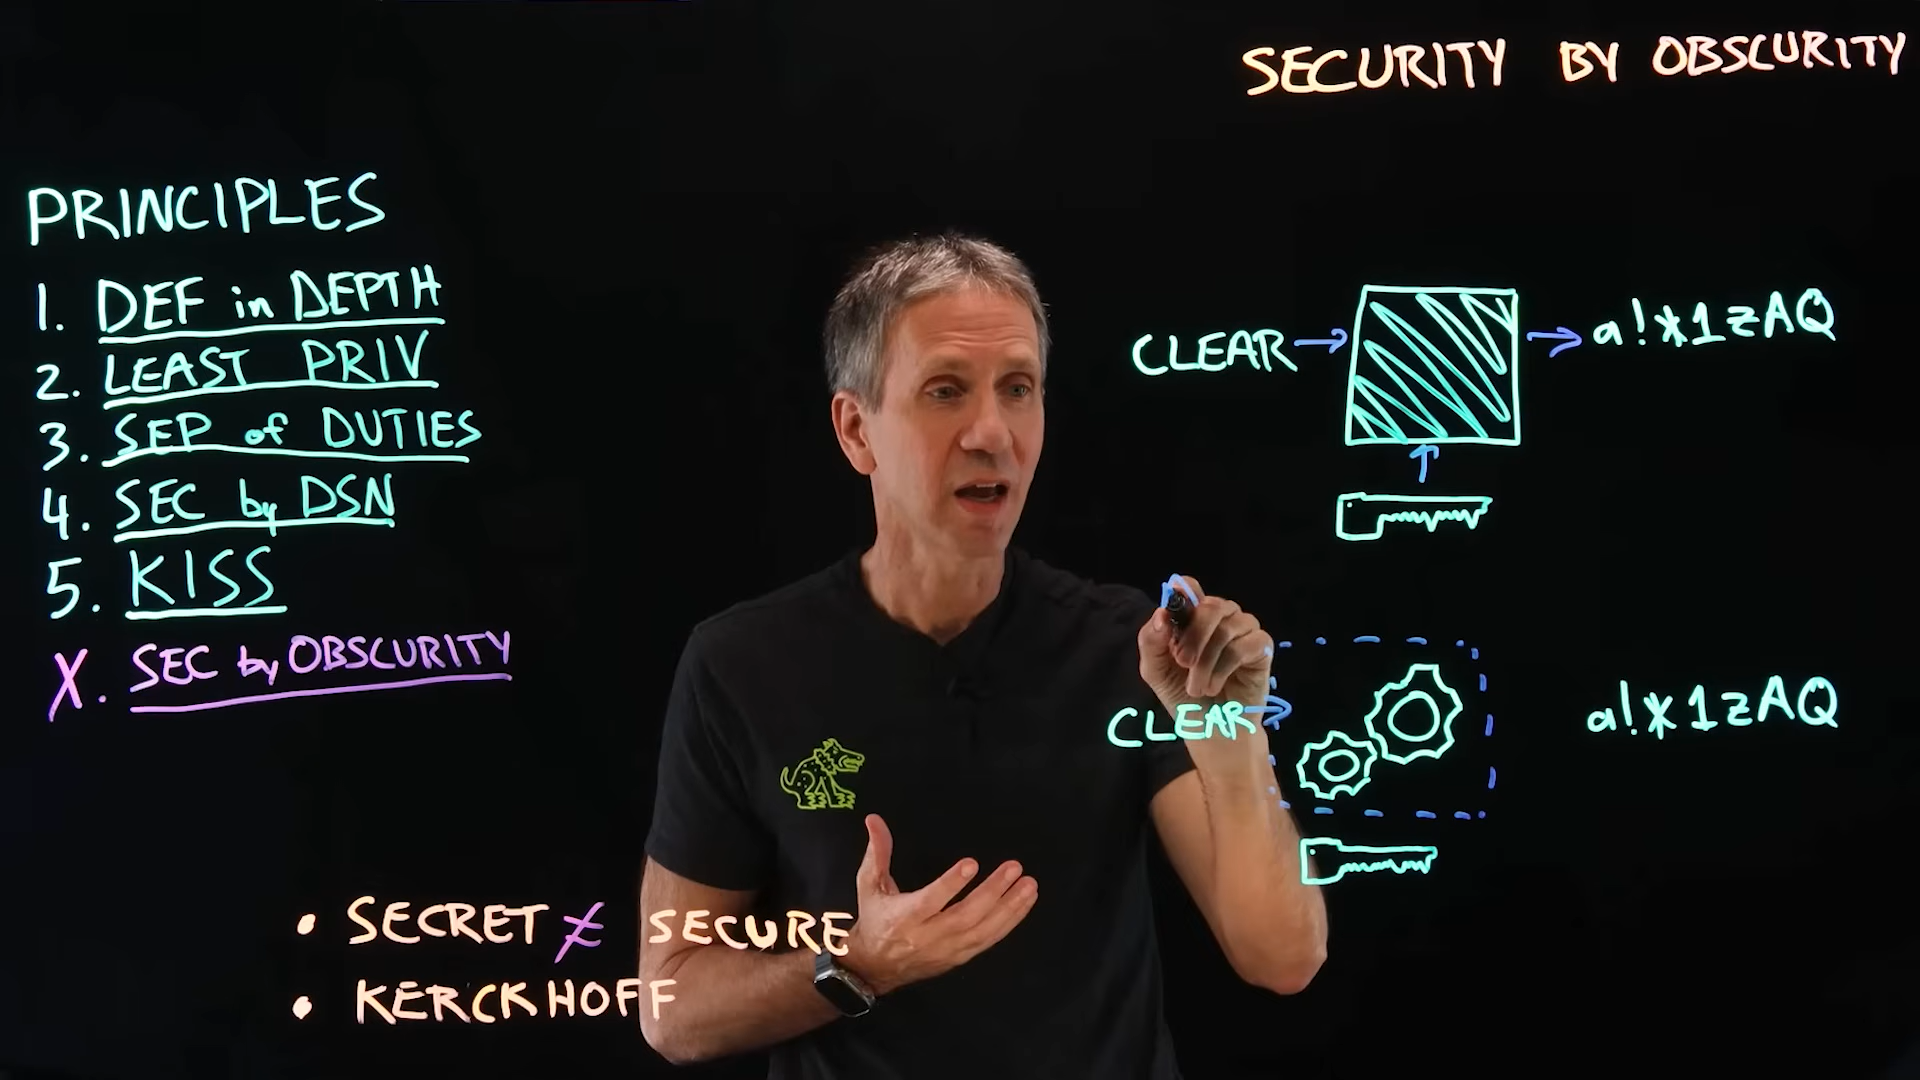 SECURITY BY OBSCURITY
PRINCIPLES
1. DEF in DEPTH
2. LEAST PRIV
3. SEP of DUTIES
4. SEC by DSN
5. KISS
X. SEC by OBSCURITY
• SECRET ≠ SECURE
• KERCKHOFF
CLEAR → → a!*1zAQ
CLEAR → a!*1zAQ